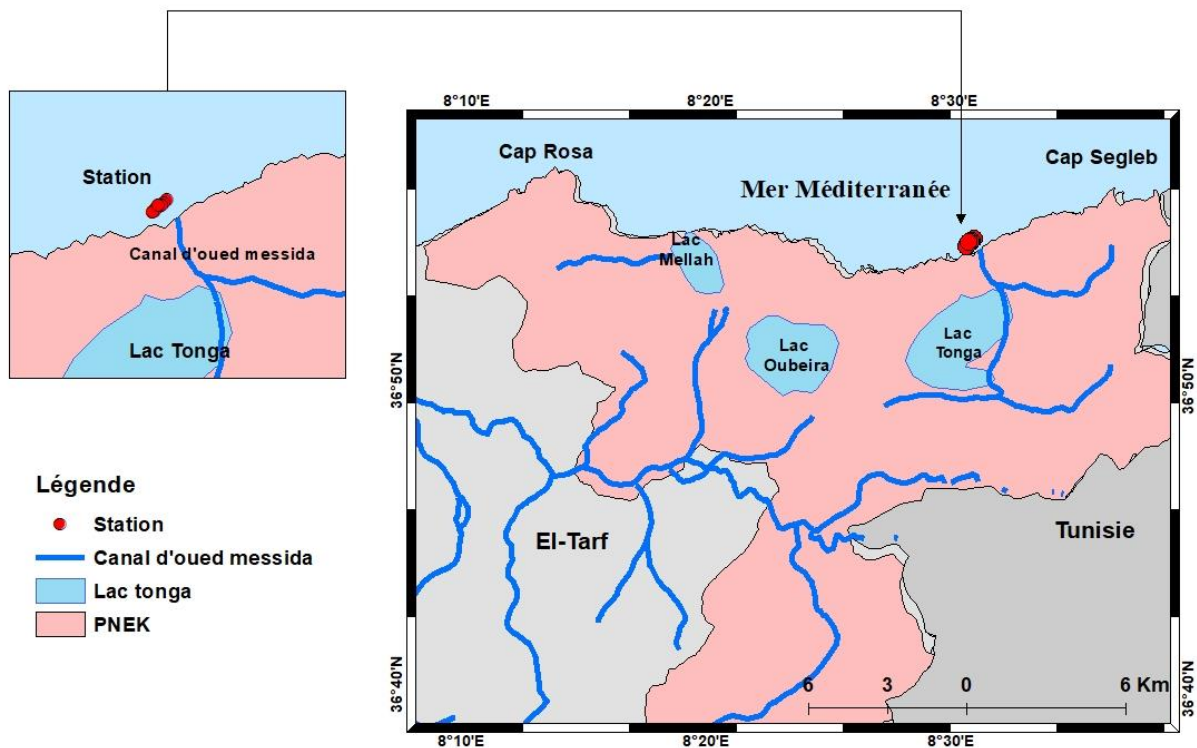 8°10'E 8°20'E 8°30'E
Cap Rosa
Cap Segleb
Mer Méditerranée
Station
Canal d'oued messida
Lac Tonga
Lac
Mellah
Lac
Oubeira
Lac
Tonga
36°50'N
36°50'N
Légende
Station
Canal d'oued messida
Lac tonga
PNEK
El-Tarf
Tunisie
36°40'N
36°40'N
6 3 0 6 Km
8°10'E 8°20'E 8°30'E